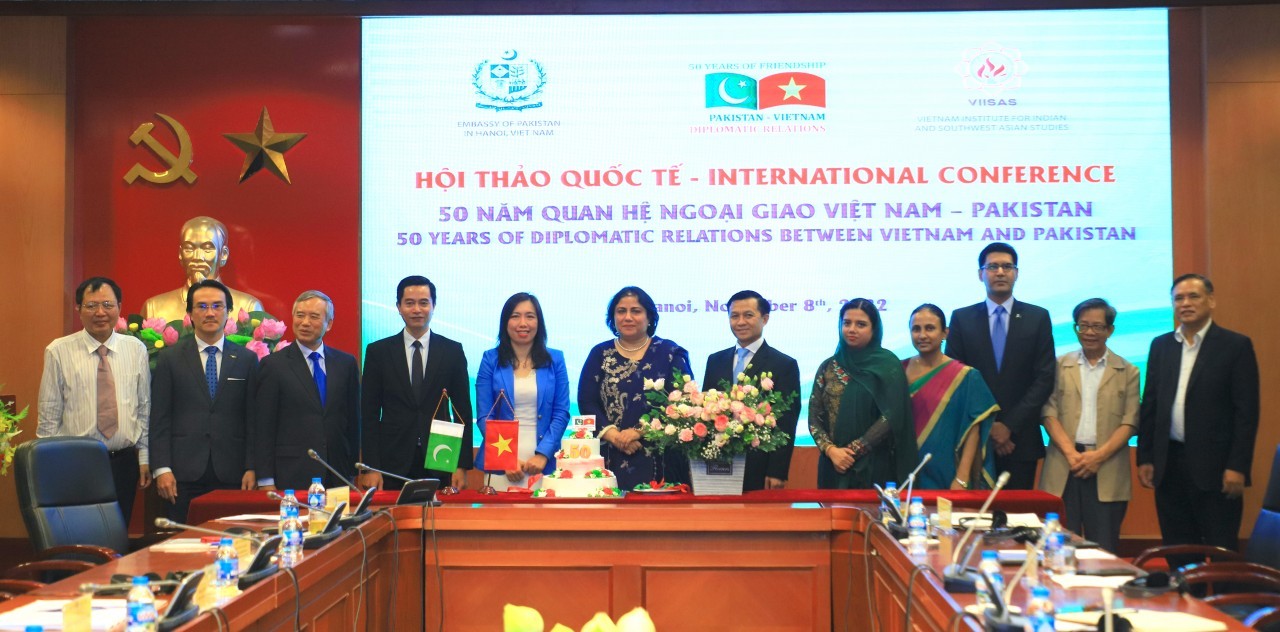 EMBASSY OF PAKISTAN
IN HANOI, VIET NAM
50 YEARS OF FRIENDSHIP
PAKISTAN - VIETNAM
DIPLOMATIC RELATIONS
VIISAS
VIETNAM INSTITUTE FOR INDIAN
AND SOUTHWEST ASIAN STUDIES
HỘI THẢO QUỐC TẾ - INTERNATIONAL CONFERENCE
50 NĂM QUAN HỆ NGOẠI GIAO VIỆT NAM – PAKISTAN
50 YEARS OF DIPLOMATIC RELATIONS BETWEEN VIETNAM AND PAKISTAN
8th,
50